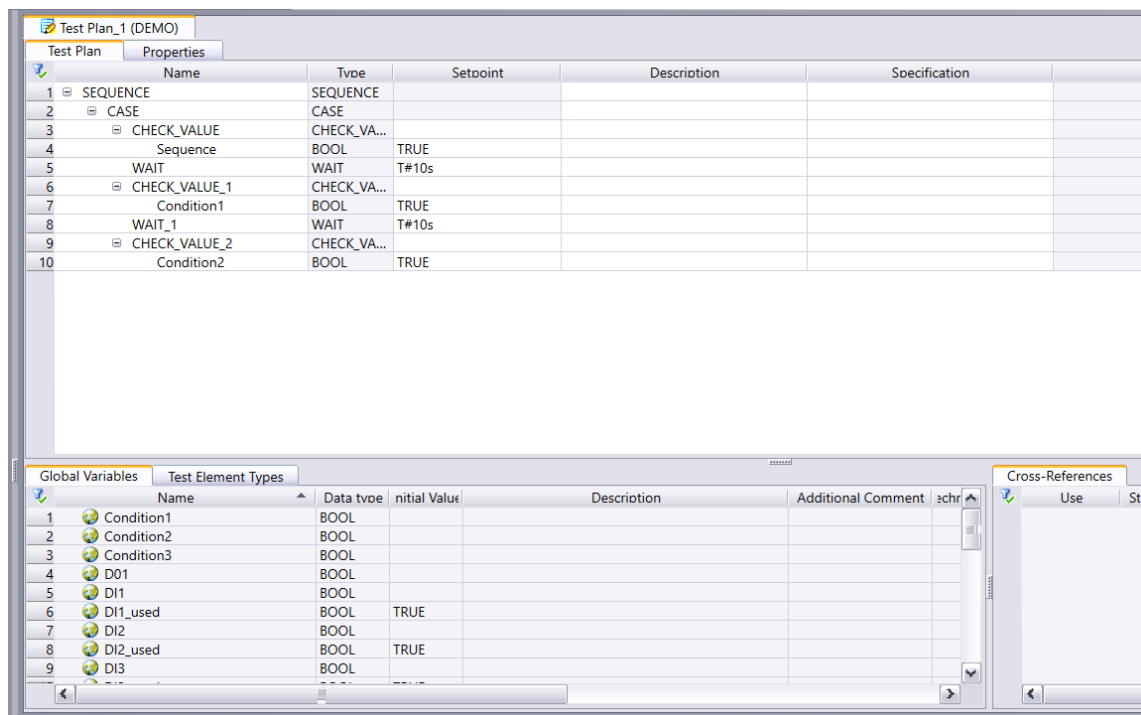 Test Plan_1 (DEMO)
Test Plan Properties
Name Type Setpoint Description Specification
1 SEQUENCE SEQUENCE
2 CASE CASE
3 CHECK_VALUE CHECK_VA...
4 Sequence BOOL TRUE
5 WAIT WAIT T#10s
6 CHECK_VALUE_1 CHECK_VA...
7 Condition1 BOOL TRUE
8 WAIT_1 WAIT T#10s
9 CHECK_VALUE_2 CHECK_VA...
10 Condition2 BOOL TRUE
Global Variables Test Element Types Cross-References
Name Data type nitial Value Description Additional Comment echr Use St
1 Condition1 BOOL
2 Condition2 BOOL
3 Condition3 BOOL
4 D01 BOOL
5 DI1 BOOL
6 DI1_used BOOL TRUE
7 DI2 BOOL
8 DI2_used BOOL TRUE
9 DI3 BOOL